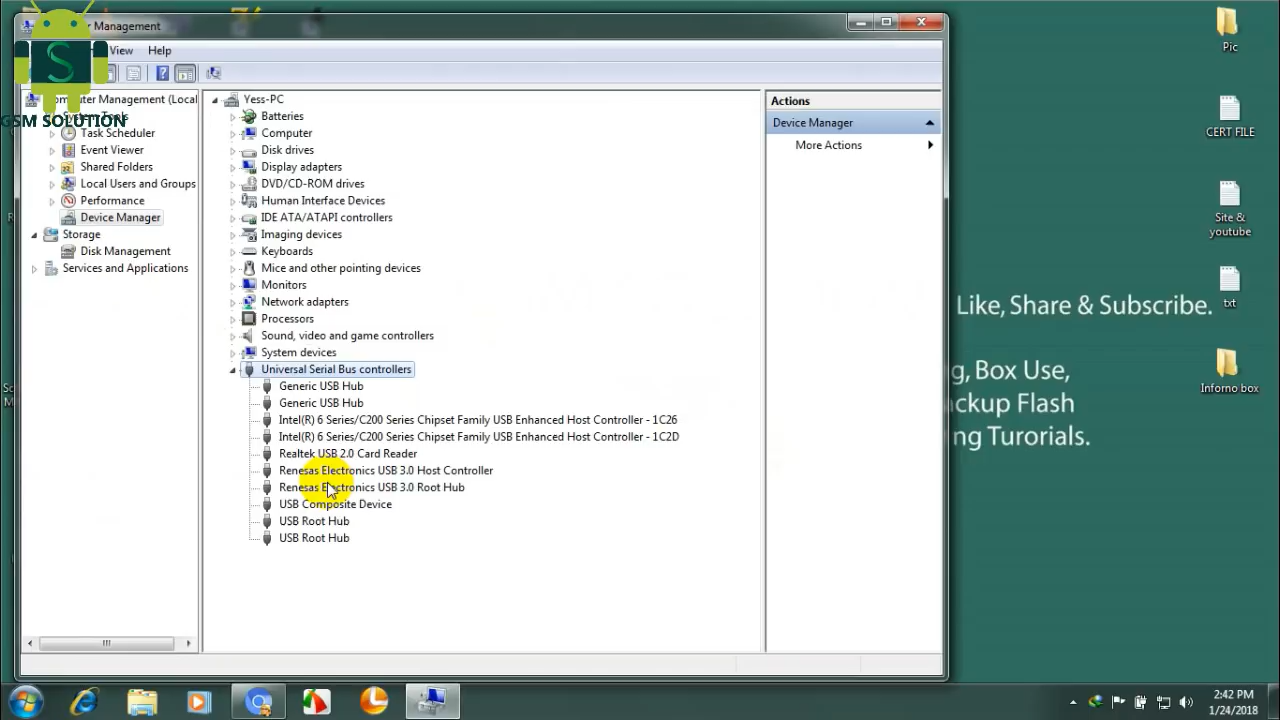 r Management
View Help
GSM SOLUTION
S
omputer Management (Local
Task Scheduler
Event Viewer
Shared Folders
Local Users and Groups
Performance
Device Manager
Storage
Disk Management
Services and Applications
Yess-PC
Batteries
Computer
Disk drives
Display adapters
DVD/CD-ROM drives
Human Interface Devices
IDE ATA/ATAPI controllers
Imaging devices
Keyboards
Mice and other pointing devices
Monitors
Network adapters
Processors
Sound, video and game controllers
System devices
Universal Serial Bus controllers
Generic USB Hub
Generic USB Hub
Intel(R) 6 Series/C200 Series Chipset Family USB Enhanced Host Controller - 1C26
Intel(R) 6 Series/C200 Series Chipset Family USB Enhanced Host Controller - 1C2D
Realtek USB 2.0 Card Reader
Renesas Electronics USB 3.0 Host Controller
Renesas Electronics USB 3.0 Root Hub
USB Composite Device
USB Root Hub
USB Root Hub
Actions
Device Manager
More Actions
Pic
CERT FILE
Site &
youtube
txt
Inforno box
Like, Share & Subscribe.
g, Box Use,
ackup Flash
ng Turorials.
2:42 PM
1/24/2018